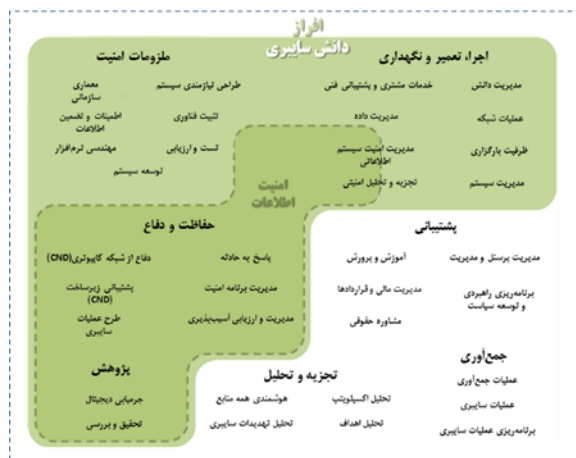 افراز
دانش سایبری
اجرا، تعمیر و نگهداری
مدیریت دانش
خدمات مشتری و پشتیبانی فنی
عملیات شبکه
مدیریت داده
ظرفیت بارگزاری
مدیریت امنیت سیستم
اطلاعاتی
مدیریت سیستم
تجزیه و تحلیل امنیتی
ملزومات امنیت
طراحی نیازمندی سیستم
معماری
سازمانی
تثبیت فناوری
اطمینات و تضمین
اطلاعات
تست و ارزیابی
مهندسی نرم‌افزار
توسعه سیستم
امنیت
اطلاعات
حفاظت و دفاع
پاسخ به حادثه
دفاع از شبکه کایپوتری(CND)
مدیریت برنامه امنیت
پشتیبانی زیرساخت
(CND)
مدیریت و ارزیابی آسیب‌پذیری
طرح عملیات
سایبری
پشتیبانی
مدیریت پرسنل و مدیریت
آموزش و پرورش
برنامه‌ریزی راهبردی
و توسعه سیاست
مدیریت مالی و قراردادها
مشاوره حقوقی
جمع‌آوری
عملیات جمع‌آوری
عملیات سایبری
برنامه‌ریزی عملیات سایبری
تجزیه و تحلیل
تحلیل اکسپلویتپ
هوشمندی همه منابع
تحلیل اهداف
تحلیل تهدیدات سایبری
پژوهش
جرمیابی دیجیتال
تحقیق و بررسی